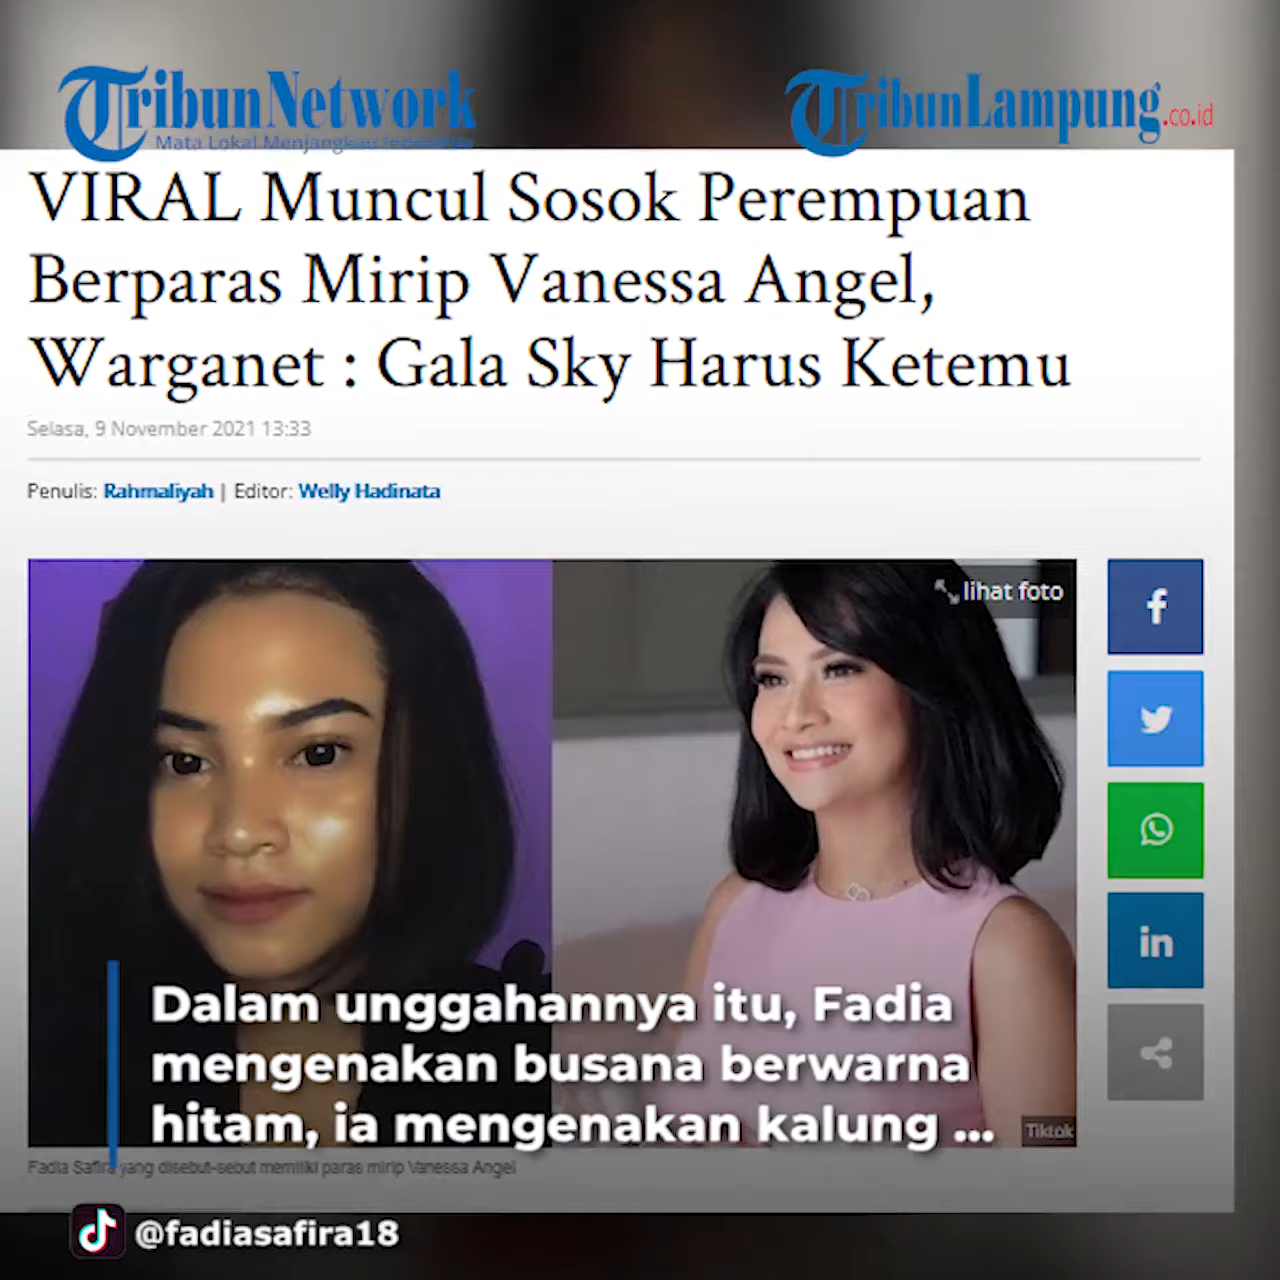 TribunNetwork
Mata Lokal Menjangkau Indonesia
TribunLampung.co.id
VIRAL Muncul Sosok Perempuan
Berparas Mirip Vanessa Angel,
Warganet : Gala Sky Harus Ketemu
Selasa, 9 November 2021 13:33
Penulis: Rahmaliyah | Editor: Welly Hadinata
lihat foto
Dalam unggahannya itu, Fadia
mengenakan busana berwarna
hitam, ia mengenakan kalung ...
Tiktok
Fadia Safira yang disebut-sebut memiliki paras mirip Vanessa Angel
@fadiasafira18